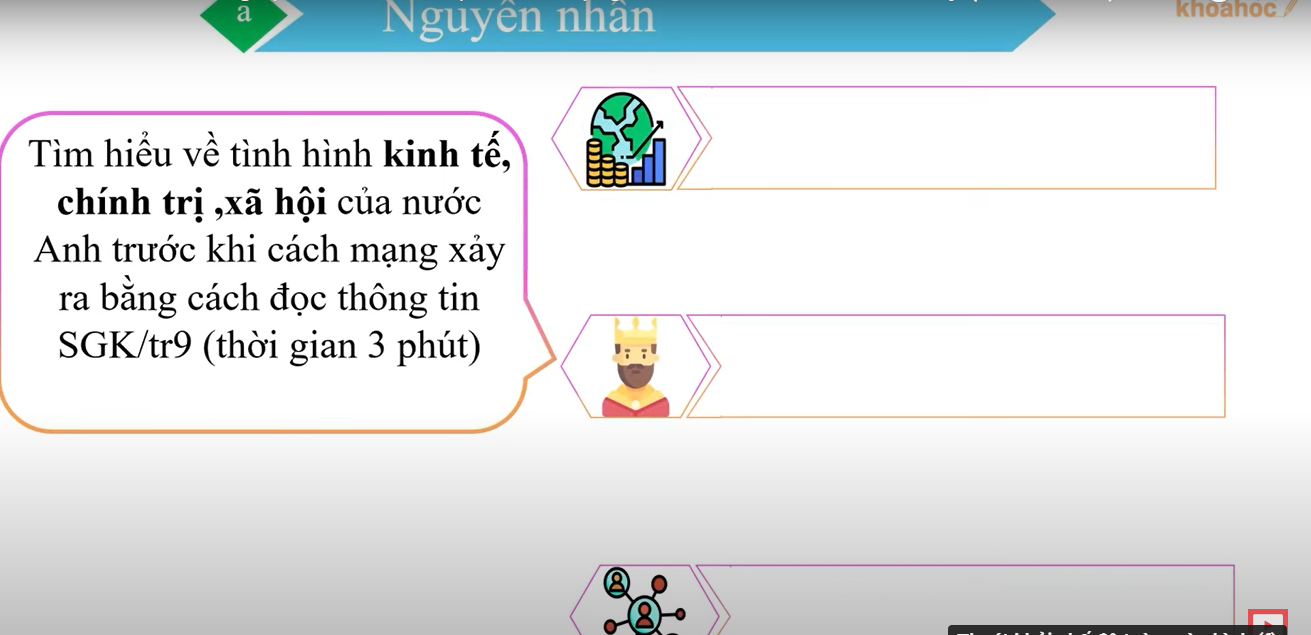 a
Nguyên nhân
khoahoc
Tìm hiểu về tình hình kinh tế,
chính trị ,xã hội của nước
Anh trước khi cách mạng xảy
ra bằng cách đọc thông tin
SGK/tr9 (thời gian 3 phút)